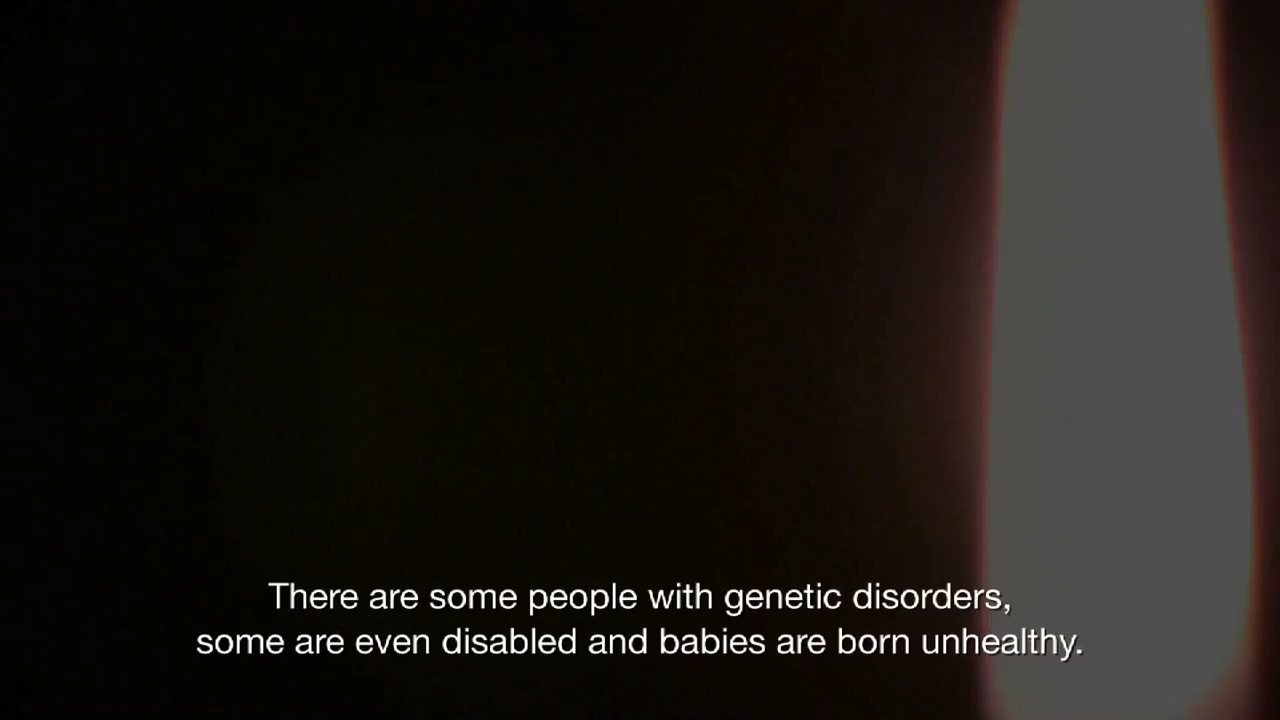 There are some people with genetic disorders,
some are even disabled and babies are born unhealthy.